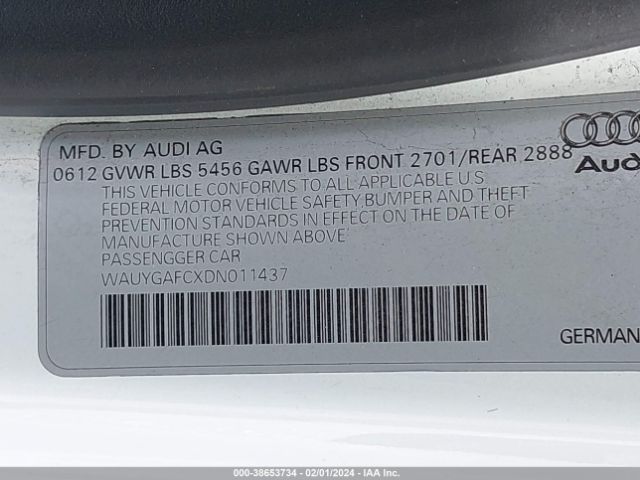 MFD. BY AUDI AG
0612 GVWR LBS 5456 GAWR LBS FRONT 2701/REAR 2888
THIS VEHICLE CONFORMS TO ALL APPLICABLE U.S
FEDERAL MOTOR VEHICLE SAFETY BUMPER AND THEFT
PREVENTION STANDARDS IN EFFECT ON THE DATE OF
MANUFACTURE SHOWN ABOVE
PASSENGGER CAR
WAUYGAFCXDN011437
Aud
GERMAN
000-38653734 - 02/01/2024 - IAA Inc.